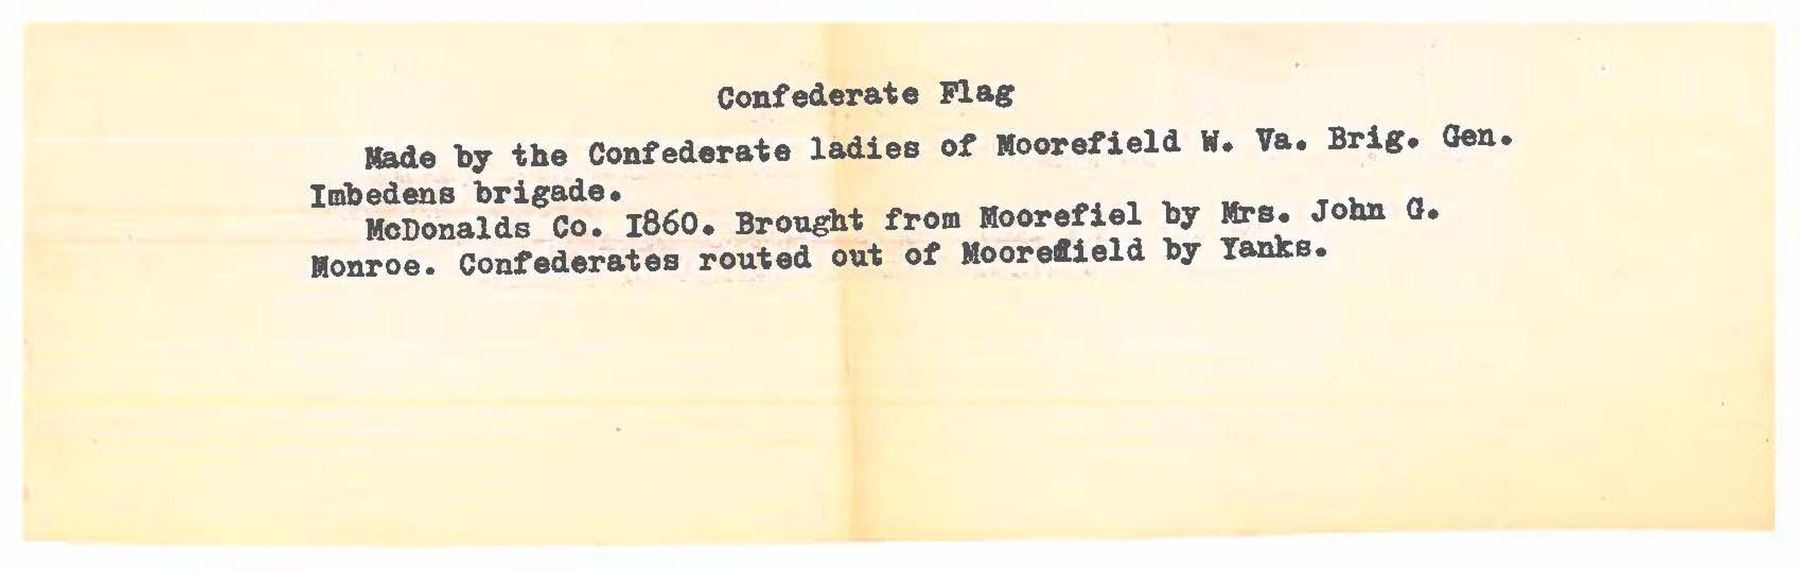 Confederate Flag
Made by the Confederate ladies of Moorefield W. Va. Brig. Gen.
Imbedens brigade.
McDonalds Co. I860. Brought from Moorefiel by Mrs. John G.
Monroe. Confederates routed out of Moorefield by Yanks.